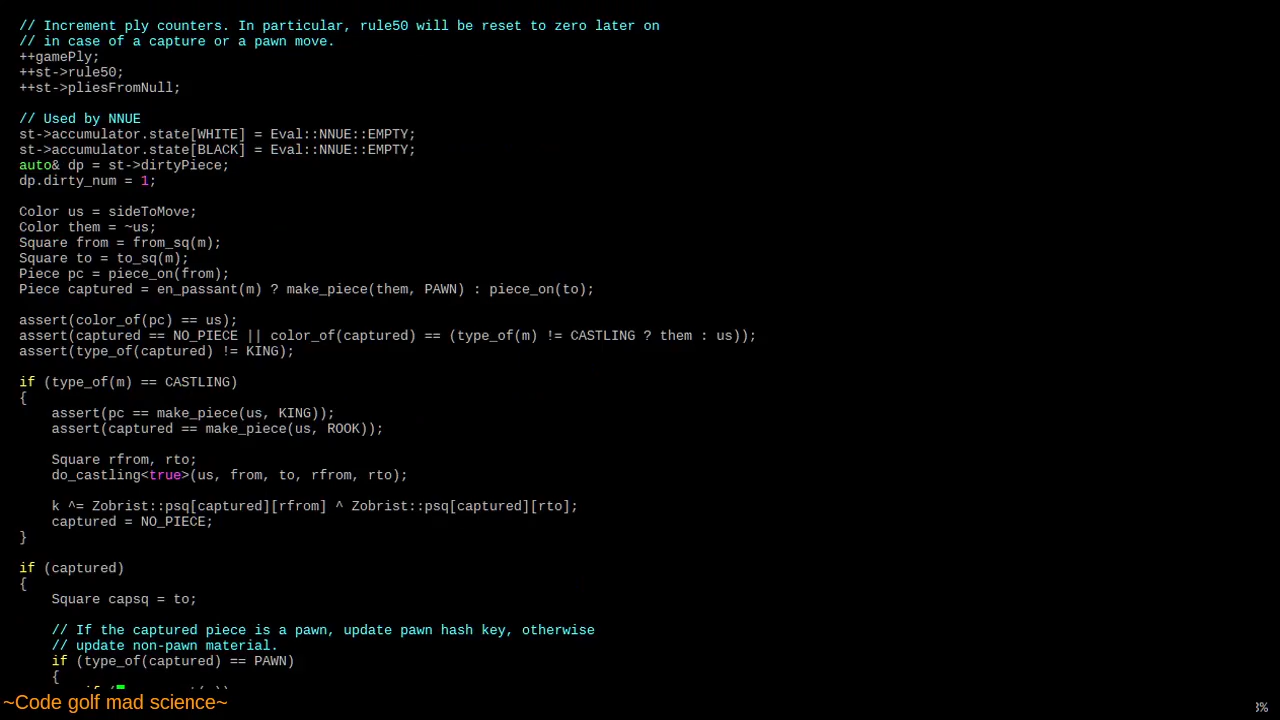 // Increment ply counters. In particular, rule50 will be reset to zero later on
// in case of a capture or a pawn move.
++gamePly;
++st->rule50;
++st->pliesFromNull;
// Used by NNUE
st->accumulator.state[WHITE] = Eval::NNUE::EMPTY;
st->accumulator.state[BLACK] = Eval::NNUE::EMPTY;
auto& dp = st->dirtyPiece;
dp.dirty_num = 1;
Color us = sideToMove;
Color them = ~us;
Square from = from_sq(m);
Square to = to_sq(m);
Piece pc = piece_on(from);
Piece captured = en_passant(m) ? make_piece(them, PAWN) : piece_on(to);
assert(color_of(pc) == us);
assert(captured == NO_PIECE || color_of(captured) == (type_of(m) != CASTLING ? them : us));
assert(type_of(captured) != KING);
if (type_of(m) == CASTLING)
{
assert(pc == make_piece(us, KING));
assert(captured == make_piece(us, ROOK));
Square rfrom, rto;
do_castling<true>(us, from, to, rfrom, rto);
k ^= Zobrist::psq[captured][rfrom] ^ Zobrist::psq[captured][rto];
captured = NO_PIECE;
}
if (captured)
{
Square capsq = to;
// If the captured piece is a pawn, update pawn hash key, otherwise
// update non-pawn material.
if (type_of(captured) == PAWN)
{
~Code golf mad science~